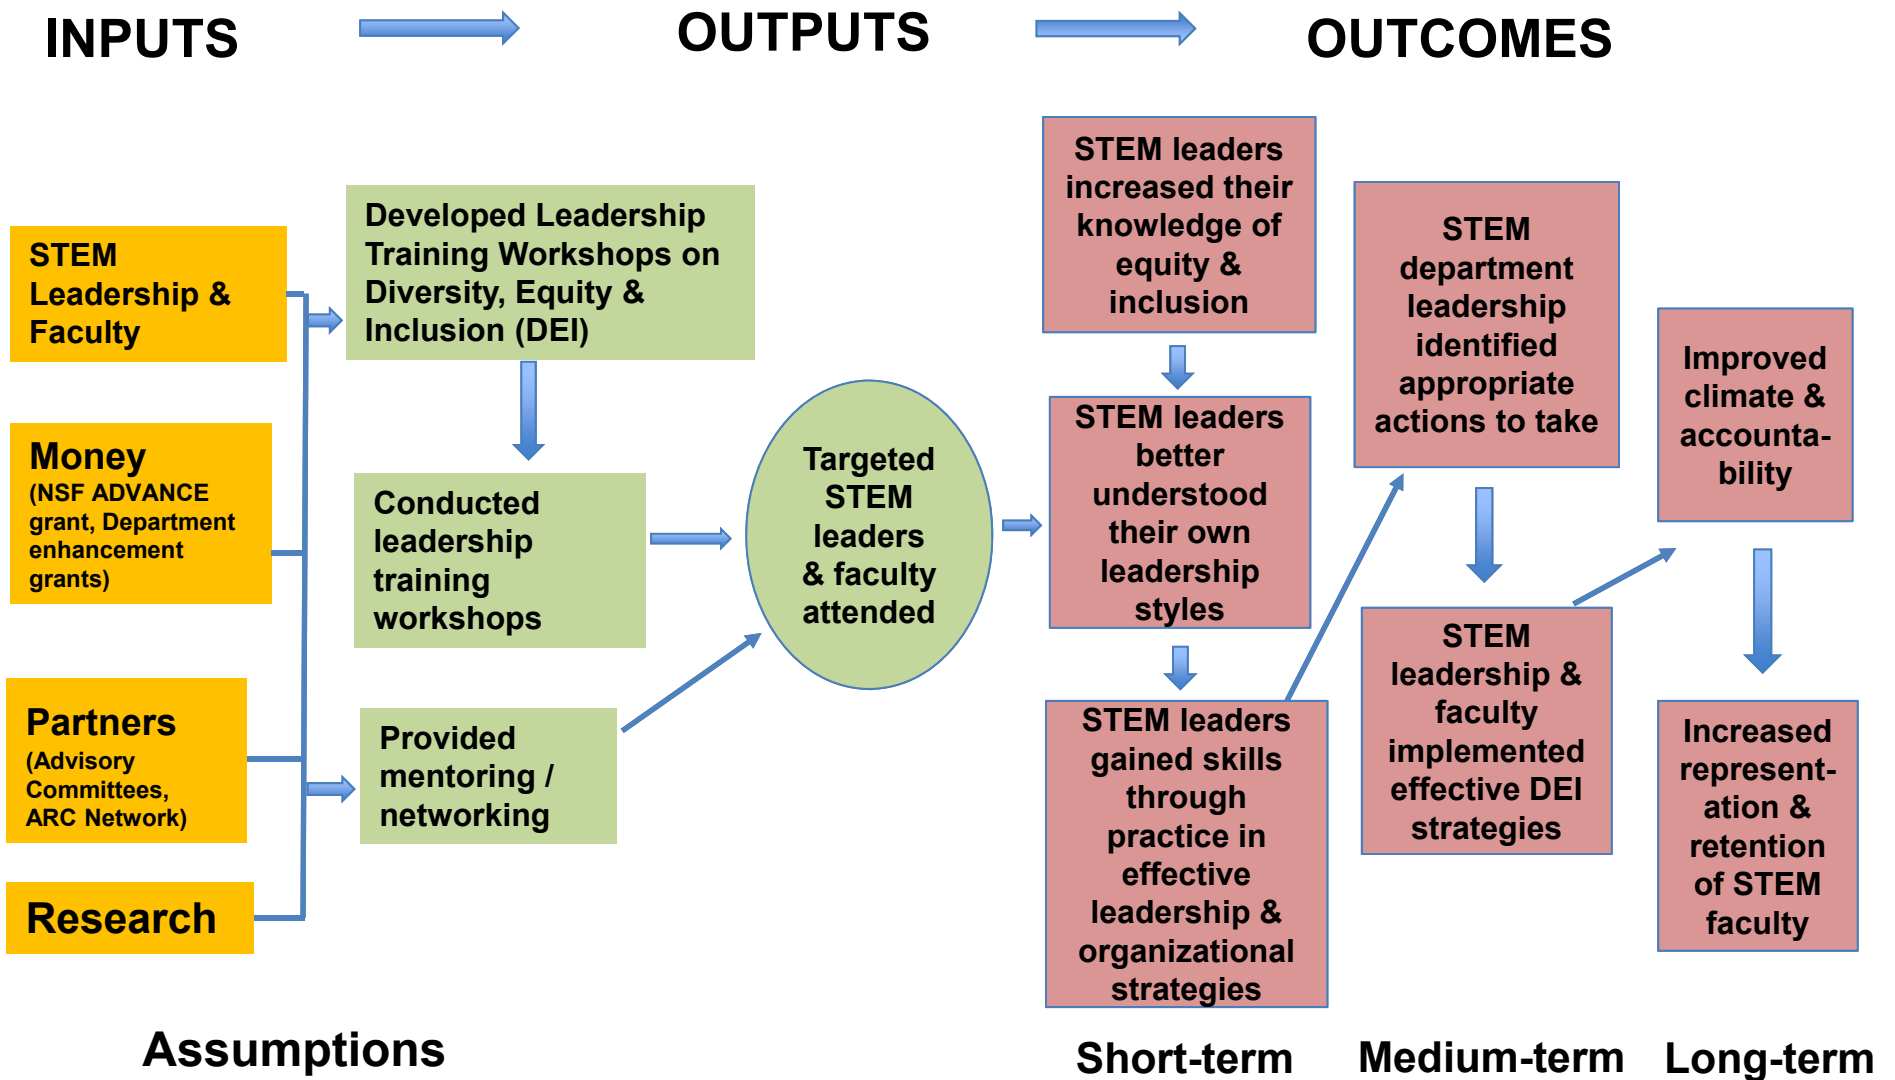 INPUTS
OUTPUTS
OUTCOMES
STEM
Leadership &
Faculty
Money
(NSF ADVANCE
grant, Department
enhancement
grants)
Partners
(Advisory
Committees,
ARC Network)
Research
Developed Leadership
Training Workshops on
Diversity, Equity &
Inclusion (DEI)
Conducted
leadership
training
workshops
Provided
mentoring /
networking
Targeted
STEM
leaders
& faculty
attended
STEM leaders
increased their
knowledge of
equity &
inclusion
STEM leaders
better
understood
their own
leadership
styles
STEM leaders
gained skills
through
practice in
effective
leadership &
organizational
strategies
STEM
department
leadership
identified
appropriate
actions to take
STEM
leadership &
faculty
implemented
effective DEI
strategies
Improved
climate &
accounta-
bility
Increased
represent-
ation &
retention
of STEM
faculty
Assumptions
Short-term
Medium-term
Long-term